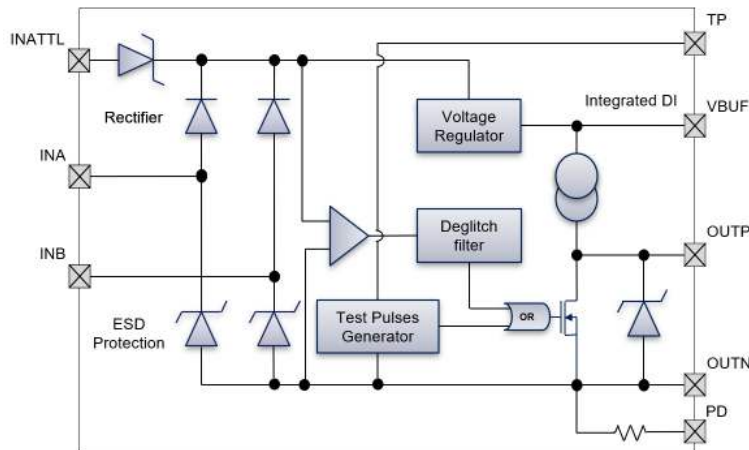 TP
INATTL
Integrated DI
VBUF
Rectifier
Voltage
Regulator
INA
Deglitch
filter
OUTP
INB
ESD
Protection
Test Pulses
Generator
OR
OUTN
PD